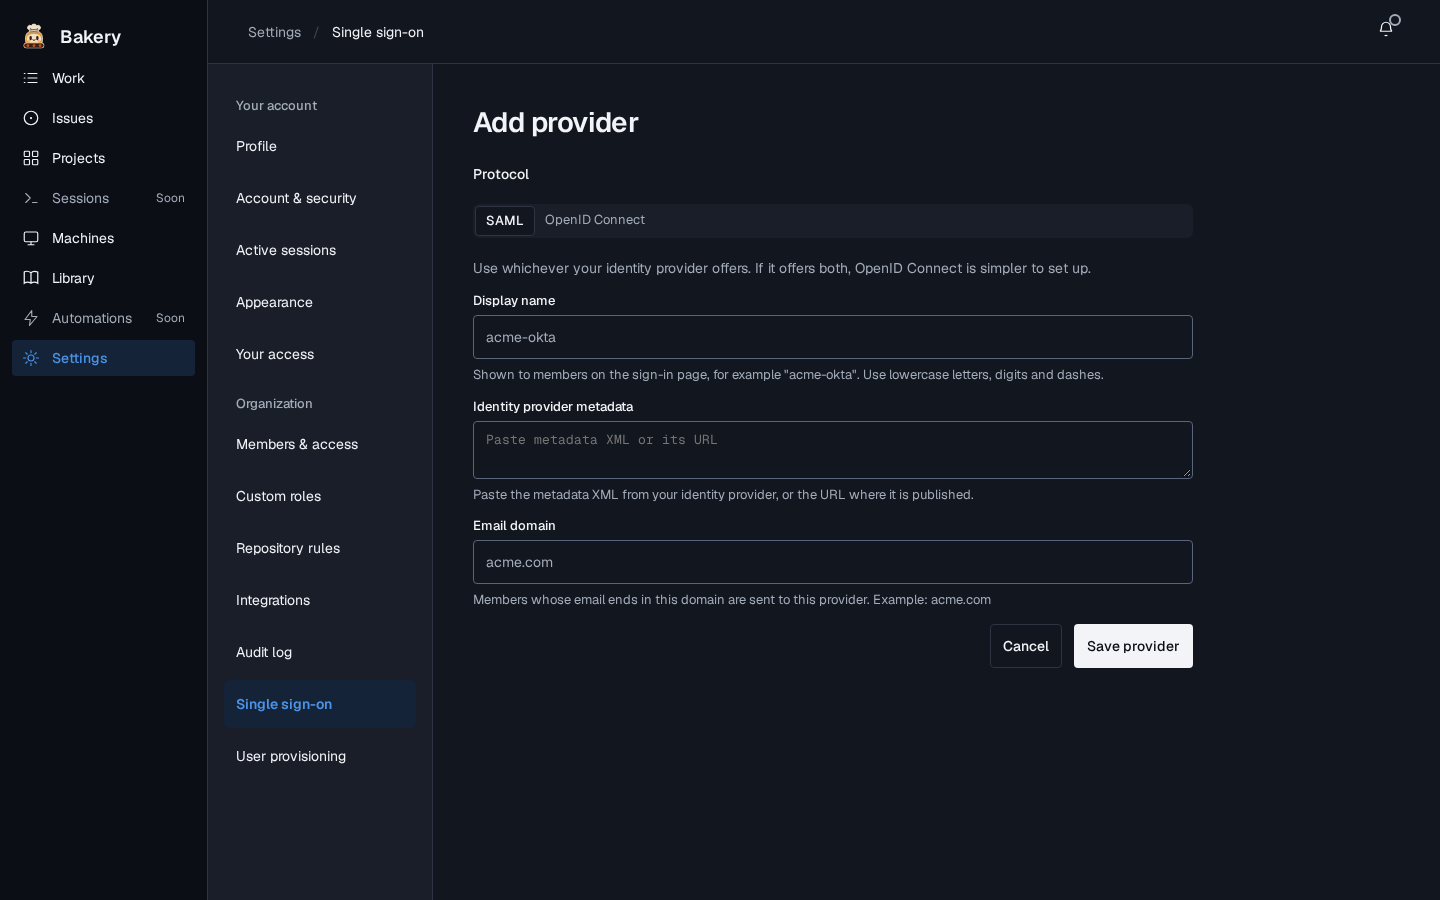 Bakery
Work
Issues
Projects
Sessions Soon
Machines
Library
Automations Soon
Settings
Settings / Single sign-on
Your account
Profile
Account & security
Active sessions
Appearance
Your access
Organization
Members & access
Custom roles
Repository rules
Integrations
Audit log
Single sign-on
User provisioning
Add provider
Protocol
SAML OpenID Connect
Use whichever your identity provider offers. If it offers both, OpenID Connect is simpler to set up.
Display name
acme-okta
Shown to members on the sign-in page, for example "acme-okta". Use lowercase letters, digits and dashes.
Identity provider metadata
Paste metadata XML or its URL
Paste the metadata XML from your identity provider, or the URL where it is published.
Email domain
acme.com
Members whose email ends in this domain are sent to this provider. Example: acme.com
Cancel Save provider